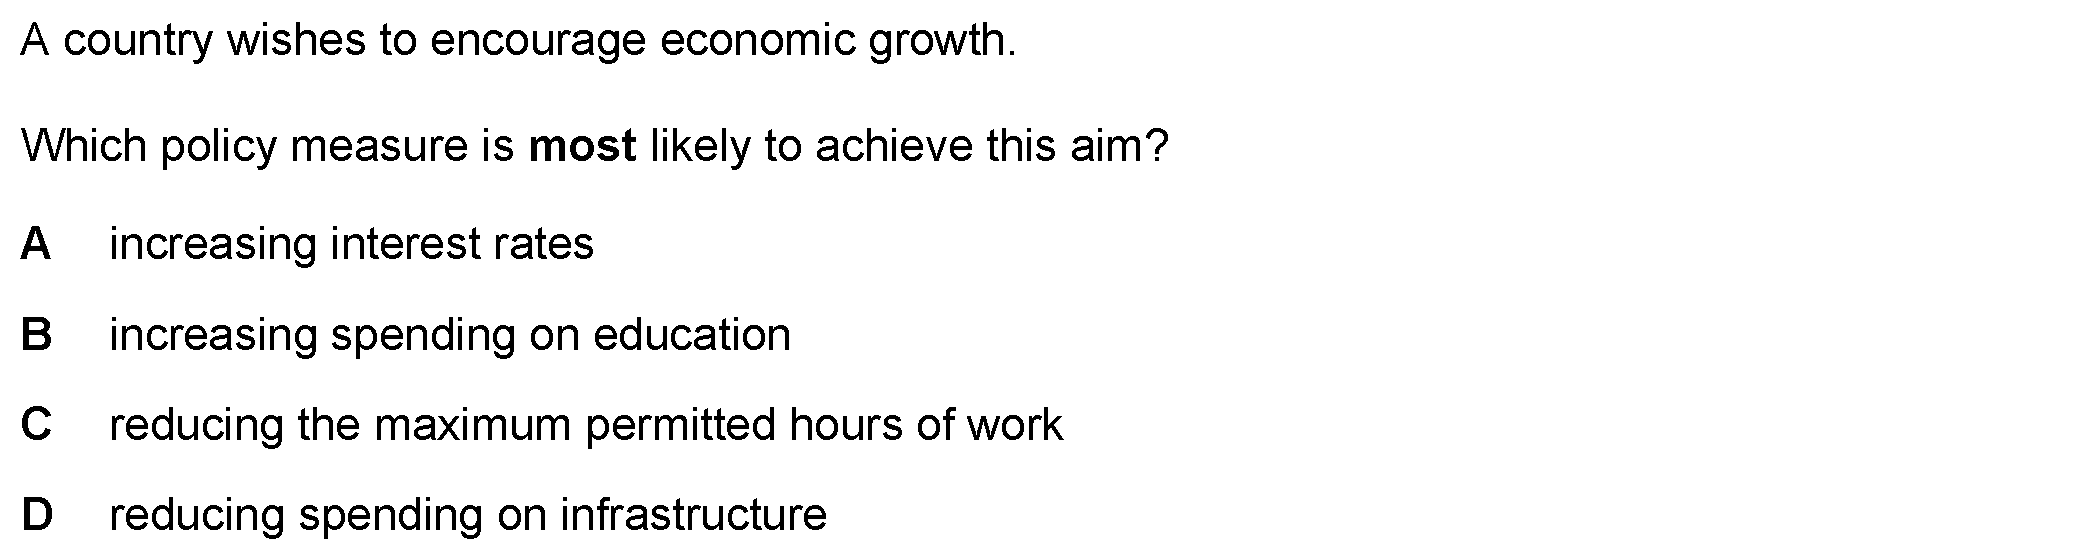 A country wishes to encourage economic growth.
Which policy measure is most likely to achieve this aim?
A increasing interest rates
B increasing spending on education
C reducing the maximum permitted hours of work
D reducing spending on infrastructure